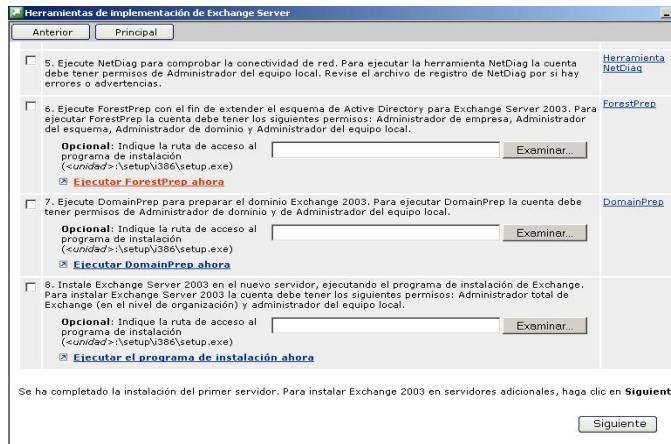 Herramientas de implementación de Exchange Server
Anterior
Principal
5. Ejecute NetDiag para comprobar la conectividad de red. Para ejecutar la herramienta NetDiag la cuenta
debe tener permisos de Administrador del equipo local. Revise el archivo de registro de NetDiag por si hay
errores o advertencias.
Herramienta
NetDiag
6. Ejecute ForestPrep con el fin de extender el esquema de Active Directory para Exchange Server 2003. Para
ejecutar ForestPrep la cuenta debe tener los siguientes permisos: Administrador de empresa, Administrador
del esquema, Administrador de dominio y Administrador del equipo local.
ForestPrep
Opcional: Indique la ruta de acceso al
programa de instalación
(<unidad>:\setup\i386\setup.exe)
Examinar...
Ejecutar ForestPrep ahora
7. Ejecute DomainPrep para preparar el dominio Exchange 2003. Para ejecutar DomainPrep la cuenta debe
tener permisos de Administrador de dominio y de Administrador del equipo local.
DomainPrep
Opcional: Indique la ruta de acceso al
programa de instalación
(<unidad>:\setup\i386\setup.exe)
Examinar...
Ejecutar DomainPrep ahora
8. Instale Exchange Server 2003 en el nuevo servidor, ejecutando el programa de instalación de Exchange.
Para instalar Exchange Server 2003 la cuenta debe tener los siguientes permisos: Administrador total de
Exchange (en el nivel de organización) y administrador del equipo local.
Opcional: Indique la ruta de acceso al
programa de instalación
(<unidad>:\setup\i386\setup.exe)
Examinar...
Ejecutar el programa de instalación ahora
Se ha completado la instalación del primer servidor. Para instalar Exchange 2003 en servidores adicionales, haga clic en Siguient
Siguiente